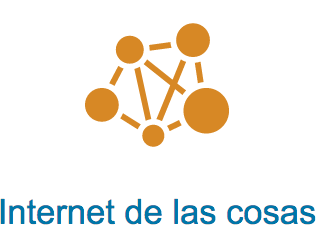 Internet de las cosas